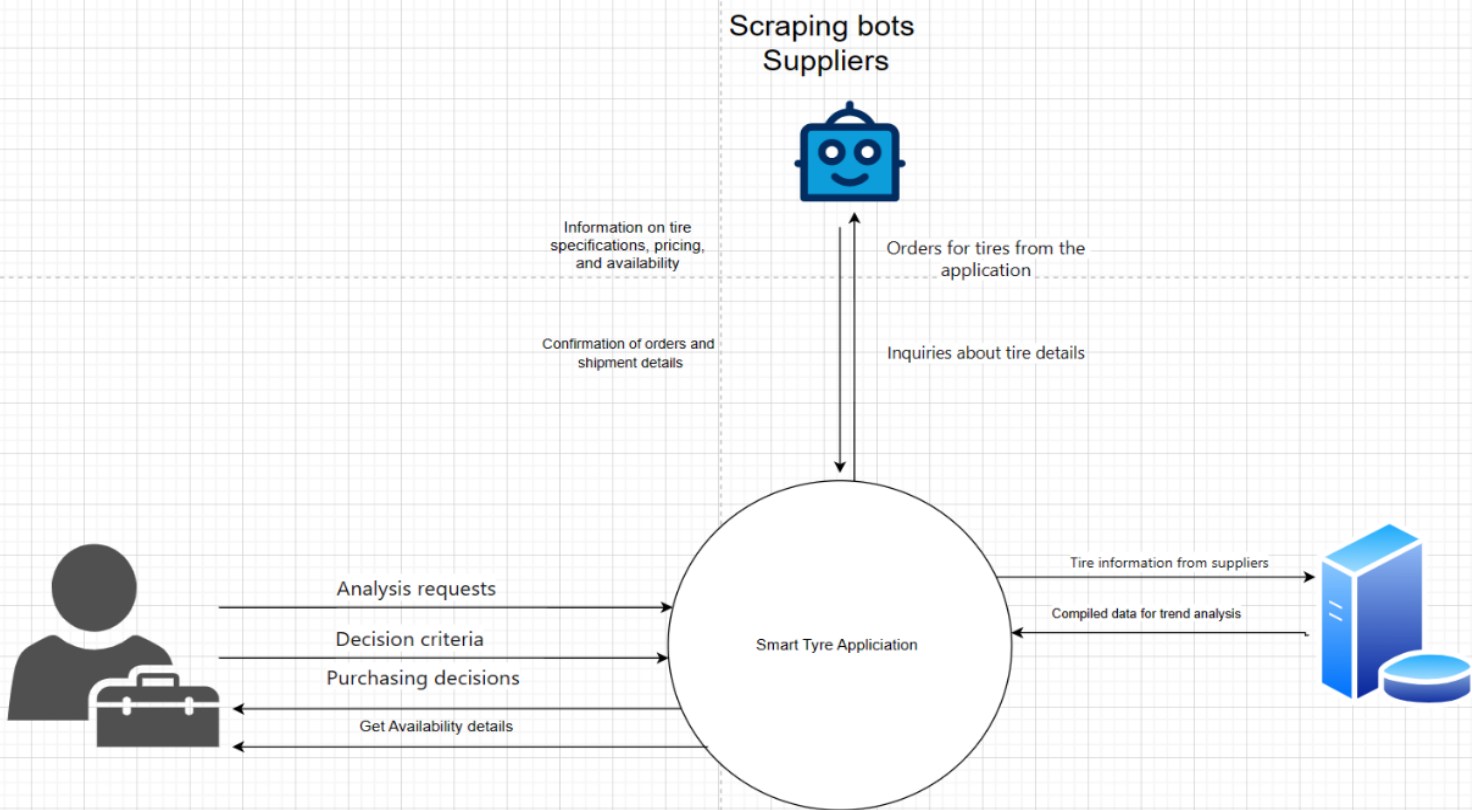 Scraping bots
Suppliers
Information on tire
specifications, pricing,
and availability
Orders for tires from the
application
Confirmation of orders and
shipment details
Inquiries about tire details
Analysis requests
Decision criteria
Purchasing decisions
Get Availability details
Smart Tyre Appliciation
Tire information from suppliers
Compiled data for trend analysis